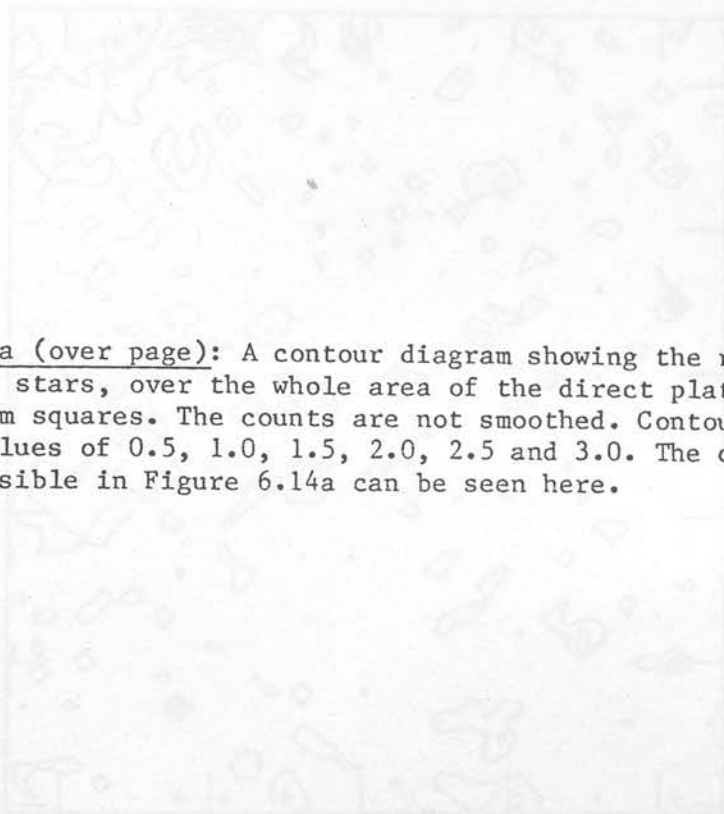 a (over page): A contour diagram showing the
stars, over the whole area of the direct plat
m squares. The counts are not smoothed. Contou
lues of 0.5, 1.0, 1.5, 2.0, 2.5 and 3.0. The
sible in Figure 6.14a can be seen here.